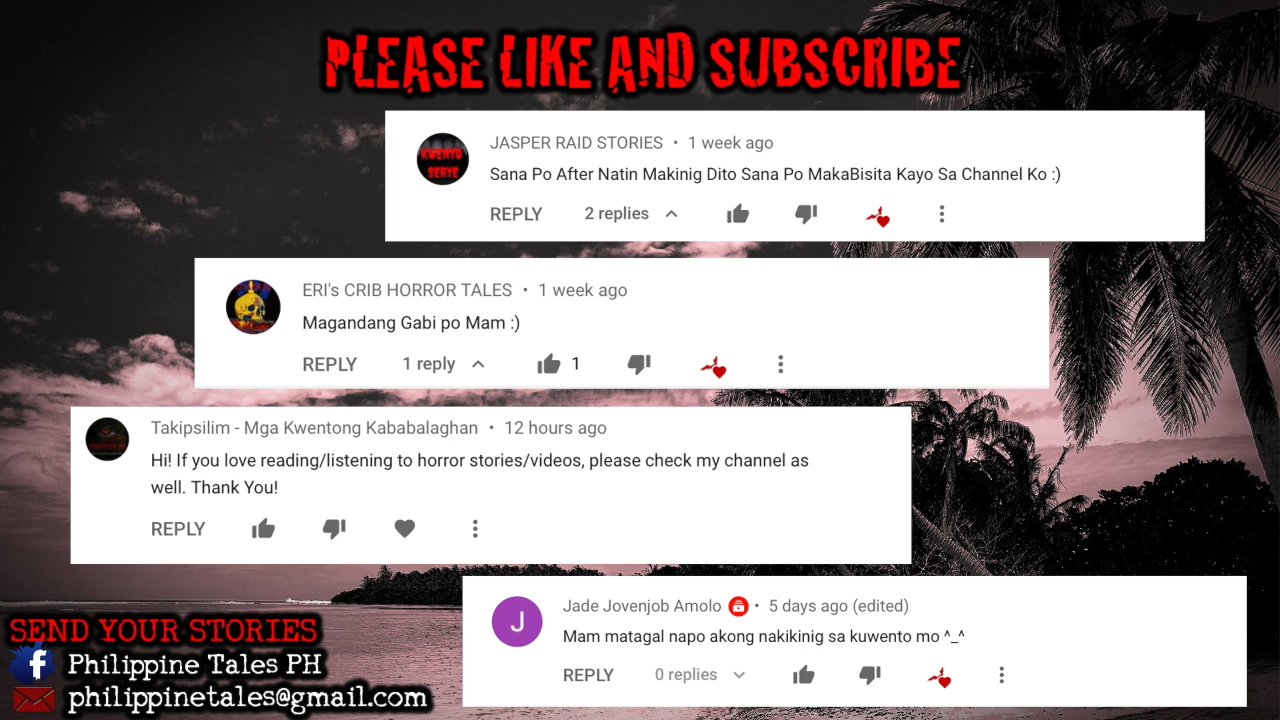 PLEASE LIKE AND SUBSCRIBE
KWENTO
SERYE
JASPER RAID STORIES • 1 week ago
Sana Po After Natin Makinig Dito Sana Po MakaBisita Kayo Sa Channel Ko :)
REPLY 2 replies
ERI's CRIB HORROR TALES • 1 week ago
Magandang Gabi po Mam :)
REPLY 1 reply 1
Takipsilim - Mga Kwentong Kababalaghan • 12 hours ago
Hi! If you love reading/listening to horror stories/videos, please check my channel as
well. Thank You!
REPLY
J
Jade Jovenjob Amolo • 5 days ago (edited)
Mam matagal napo akong nakikinig sa kuwento mo ^_^
REPLY 0 replies
SEND YOUR STORIES
f Philippine Tales PH
philippinetales@gmail.com